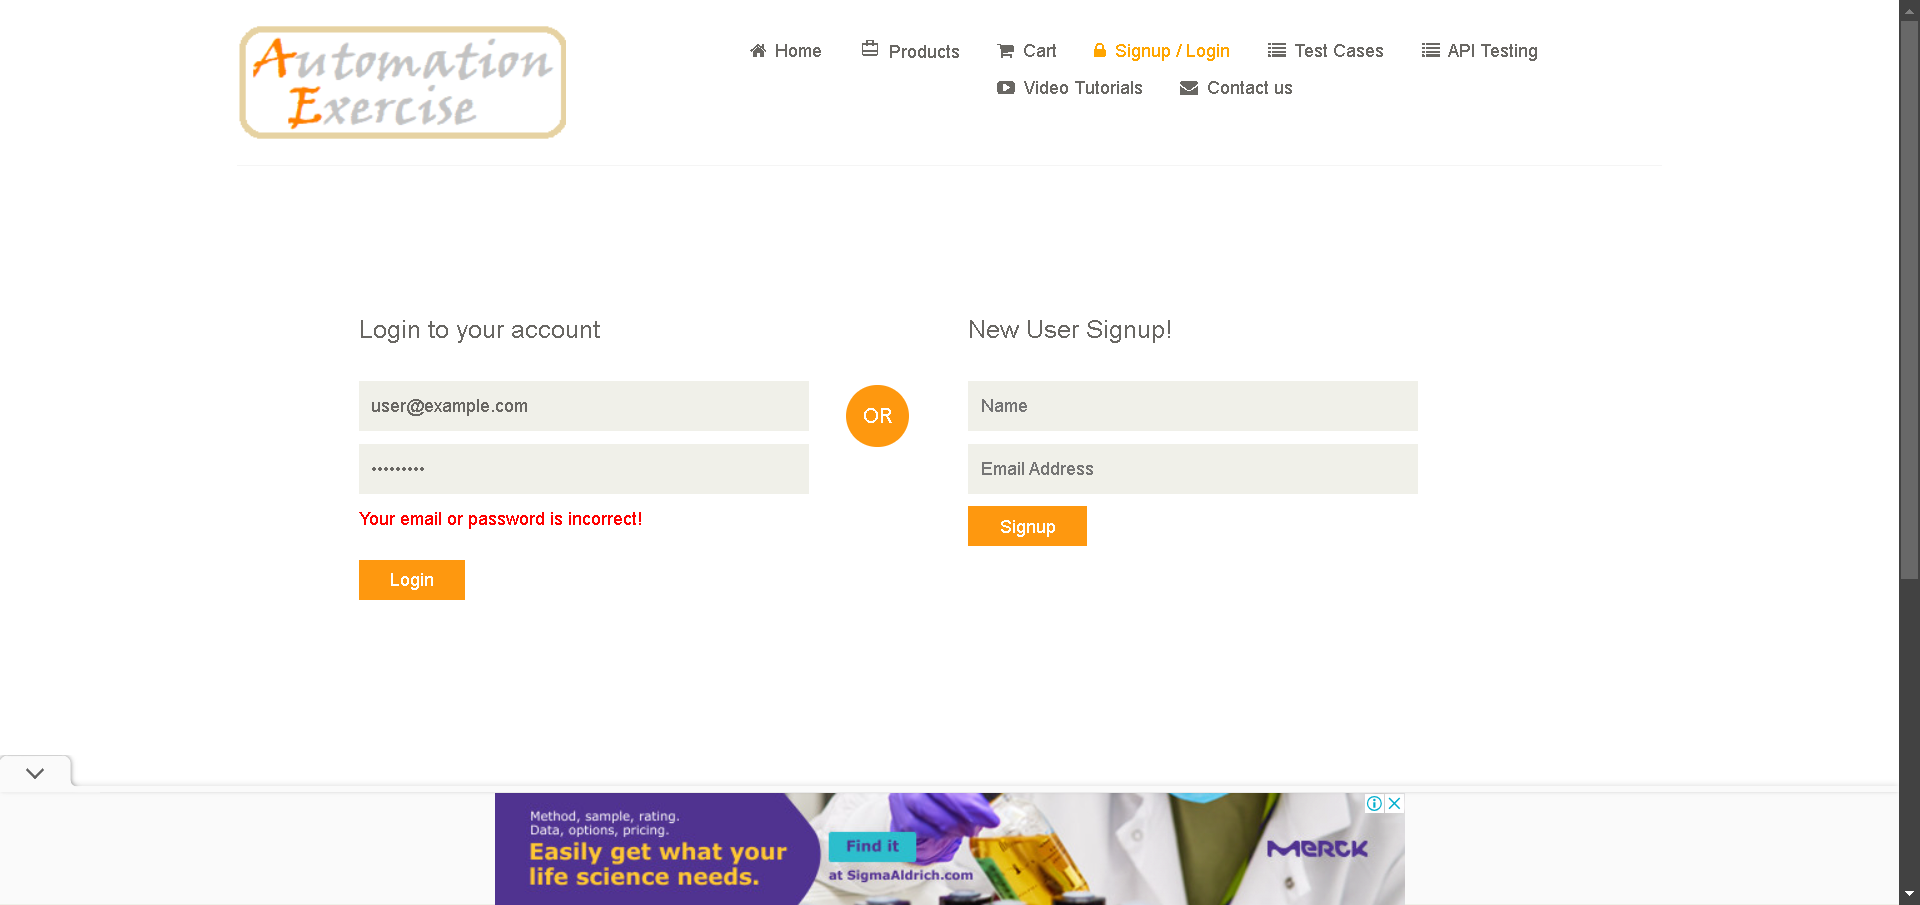 Automation
Exercise
Home
Products
Cart
Signup / Login
Test Cases
API Testing
Video Tutorials
Contact us
Login to your account
user@example.com
•••••••••
Your email or password is incorrect!
Login
OR
New User Signup!
Name
Email Address
Signup
Method, sample, rating.
Data, options, pricing.
Easily get what your
life science needs.
Find it
at SigmaAldrich.com
MERCK